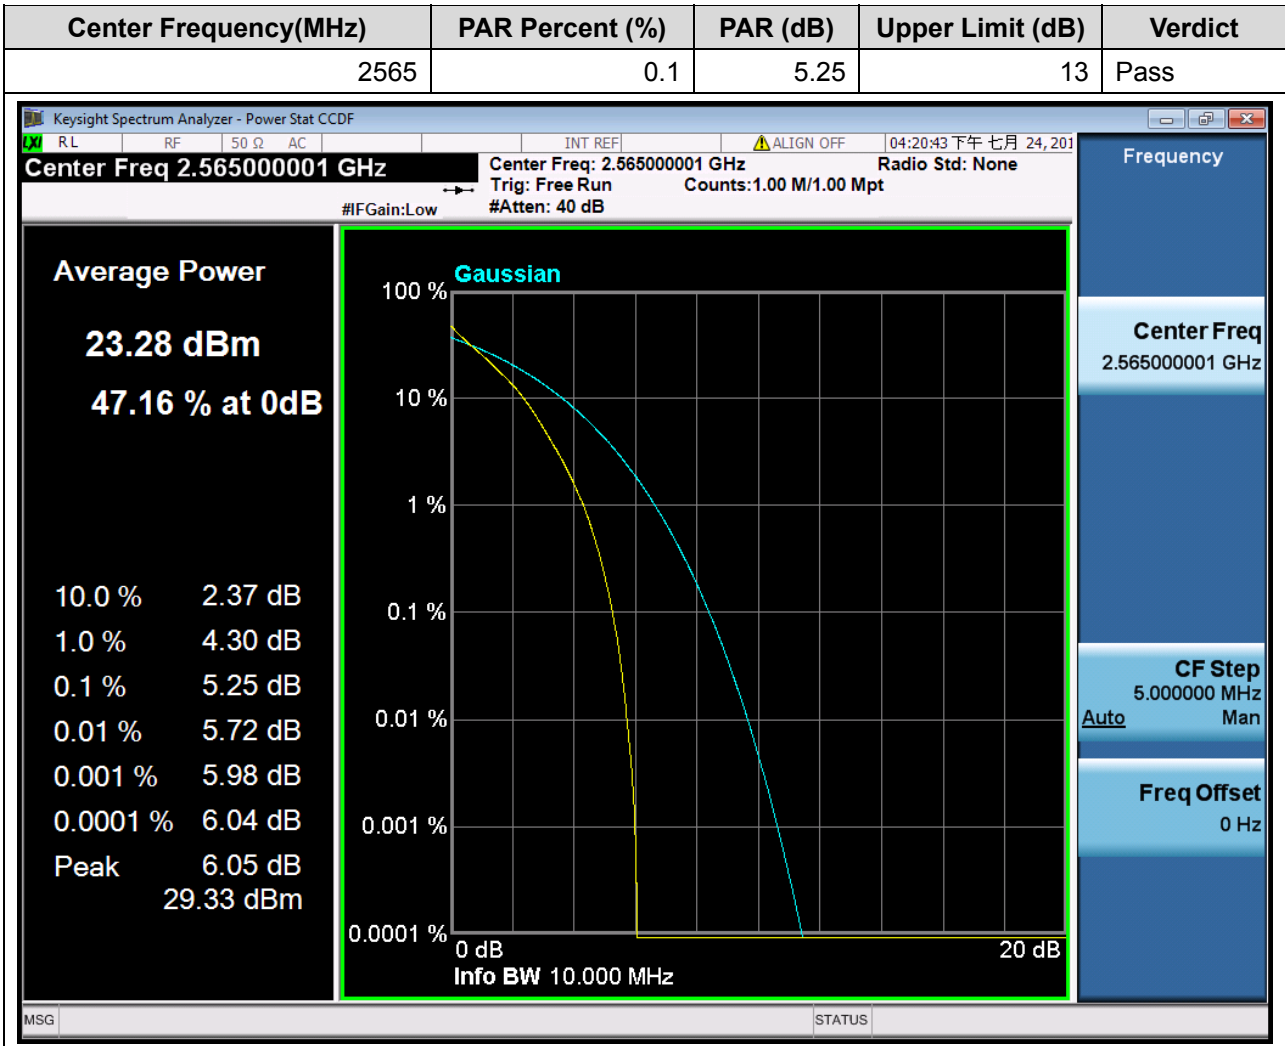 Center Frequency(MHz) PAR Percent (%) PAR (dB) Upper Limit (dB) Verdict
2565 0.1 5.25 13 Pass
Keysight Spectrum Analyzer - Power Stat CCDF
LXI RL RF 50 Ω AC INT REF ALIGN OFF 04:20:43 下午 七月 24, 201
Center Freq 2.565000001 GHz
Center Freq: 2.565000001 GHz Radio Std: None
Trig: Free Run Counts:1.00 M/1.00 Mpt
#IFGain:Low #Atten: 40 dB
Average Power
23.28 dBm
47.16 % at 0dB
10.0 % 2.37 dB
1.0 % 4.30 dB
0.1 % 5.25 dB
0.01 % 5.72 dB
0.001 % 5.98 dB
0.0001 % 6.04 dB
Peak 6.05 dB
29.33 dBm
Gaussian
100 %
10 %
1 %
0.1 %
0.01 %
0.001 %
0.0001 %
0 dB 20 dB
Info BW 10.000 MHz
Frequency
Center Freq
2.565000001 GHz
CF Step
5.000000 MHz
Auto Man
Freq Offset
0 Hz
MSG STATUS